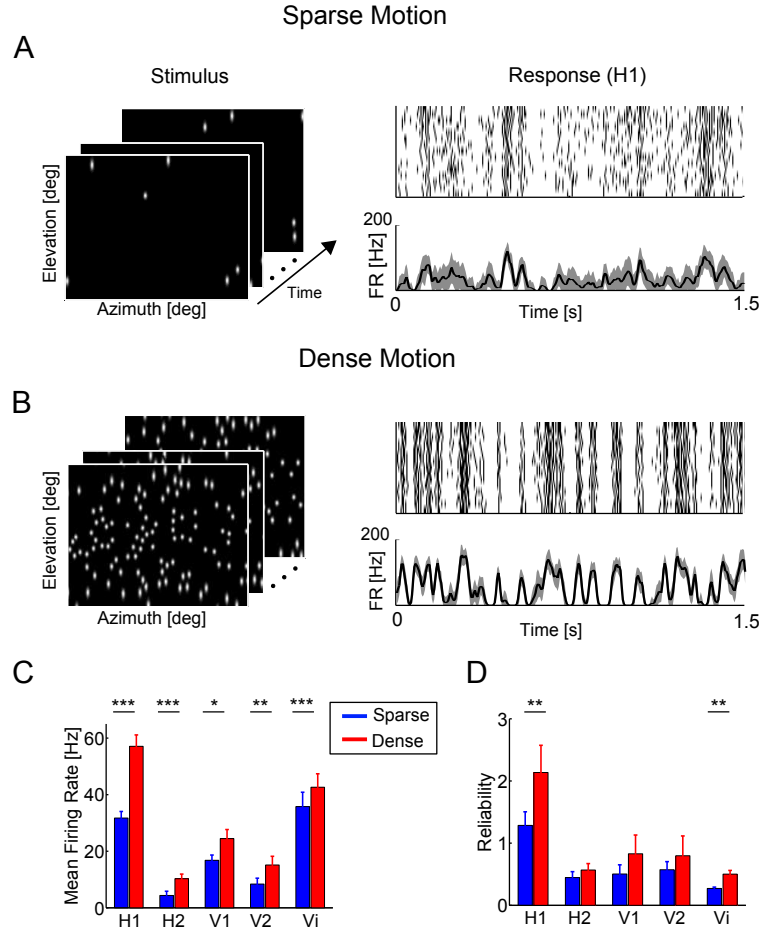 Sparse Motion
A
Stimulus
Response (H1)
Elevation [deg]
Azimuth [deg]
Time
200
FR [Hz]
0
1.5
Time [s]
Dense Motion
B
Elevation [deg]
Azimuth [deg]
200
FR [Hz]
0
1.5
Time [s]
C
*** *** * ** ***
Sparse
Dense
Mean Firing Rate [Hz]
60
40
20
0
H1 H2 V1 V2 Vi
D
** **
Reliability
3
2
1
0
H1 H2 V1 V2 Vi